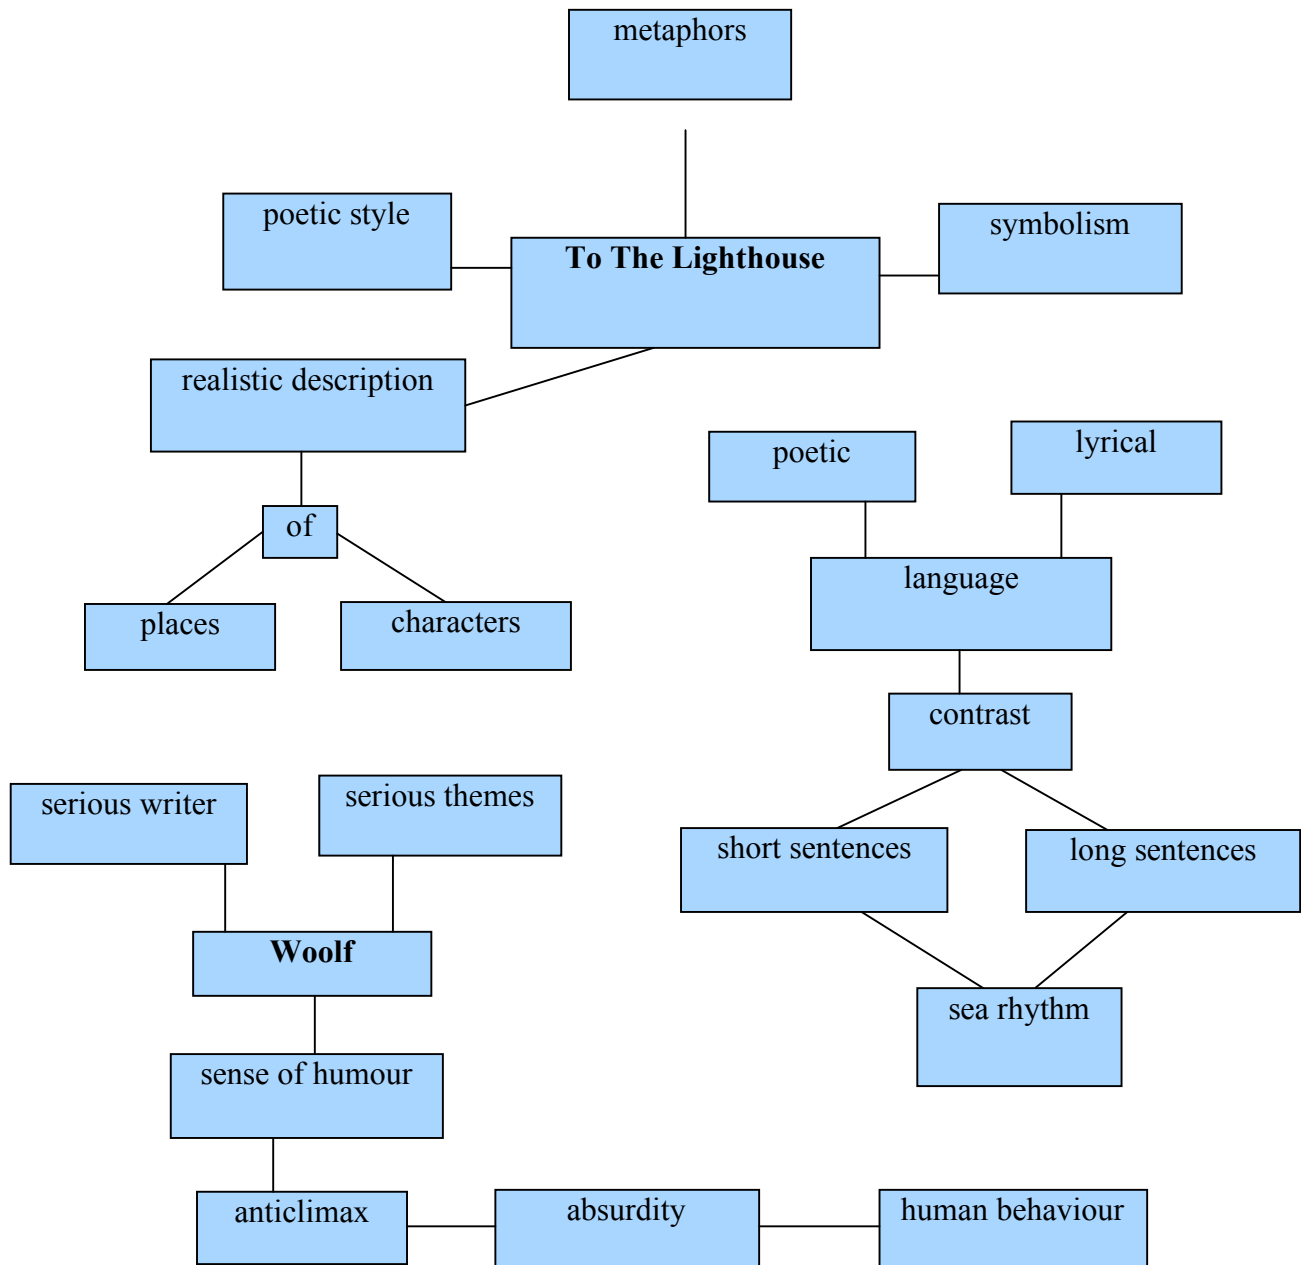 metaphors
poetic style
symbolism
To The Lighthouse
realistic description
of
places
characters
poetic
lyrical
language
contrast
short sentences
long sentences
sea rhythm
serious writer
serious themes
Woolf
sense of humour
anticlimax
absurdity
human behaviour